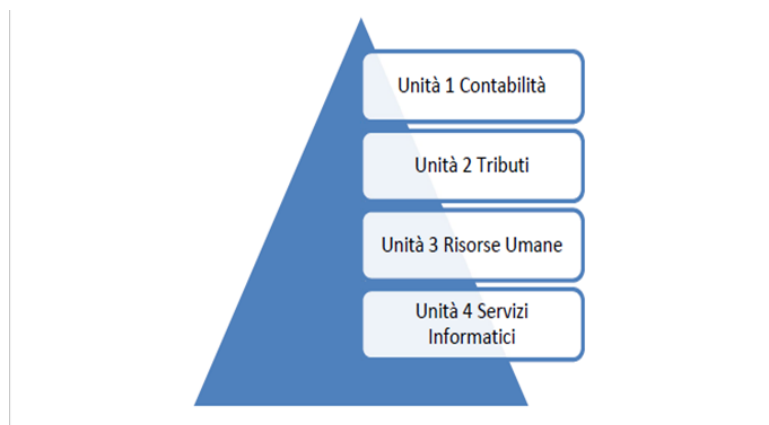 Unità 1 Contabilità
Unità 2 Tributi
Unità 3 Risorse Umane
Unità 4 Servizi
Informatici